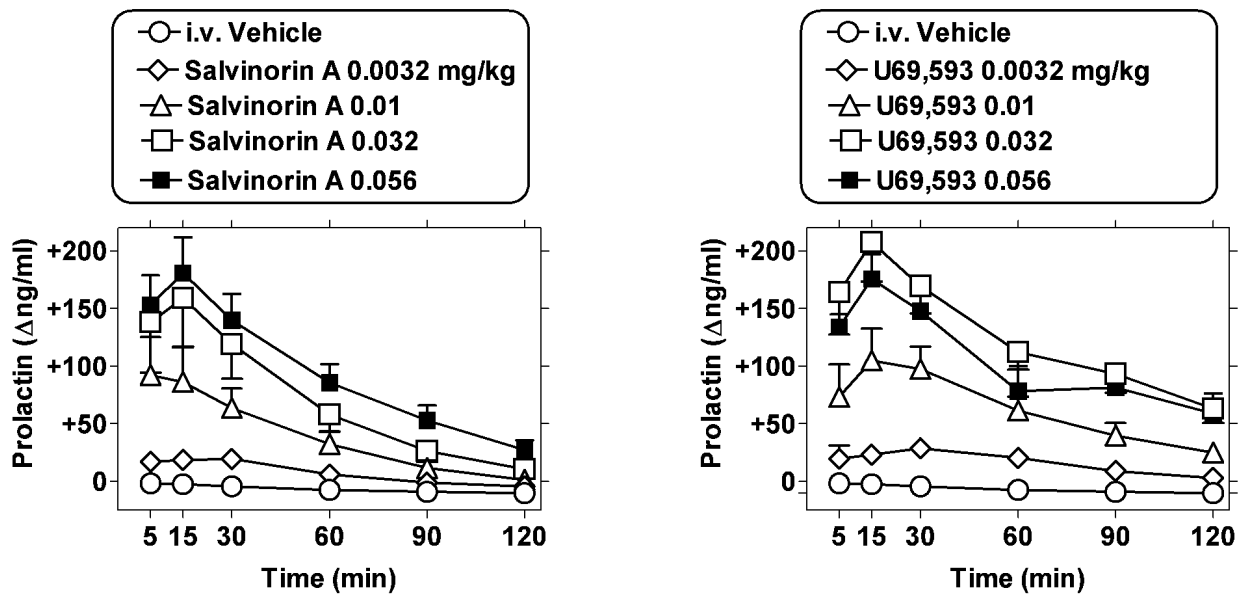 i.v. Vehicle
Salvinorin A 0.0032 mg/kg
Salvinorin A 0.01
Salvinorin A 0.032
Salvinorin A 0.056
Prolactin (Δng/ml)
+200
+150
+100
+50
0
5 15 30 60 90 120
Time (min)
i.v. Vehicle
U69,593 0.0032 mg/kg
U69,593 0.01
U69,593 0.032
U69,593 0.056
Prolactin (Δng/ml)
+200
+150
+100
+50
0
5 15 30 60 90 120
Time (min)